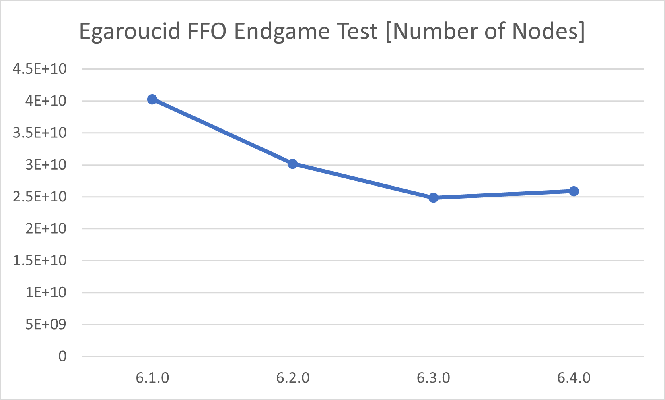 Egaroucid FFO Endgame Test [Number of Nodes]
4.5E+10
4E+10
3.5E+10
3E+10
2.5E+10
2E+10
1.5E+10
1E+10
5E+09
0
6.1.0 6.2.0 6.3.0 6.4.0